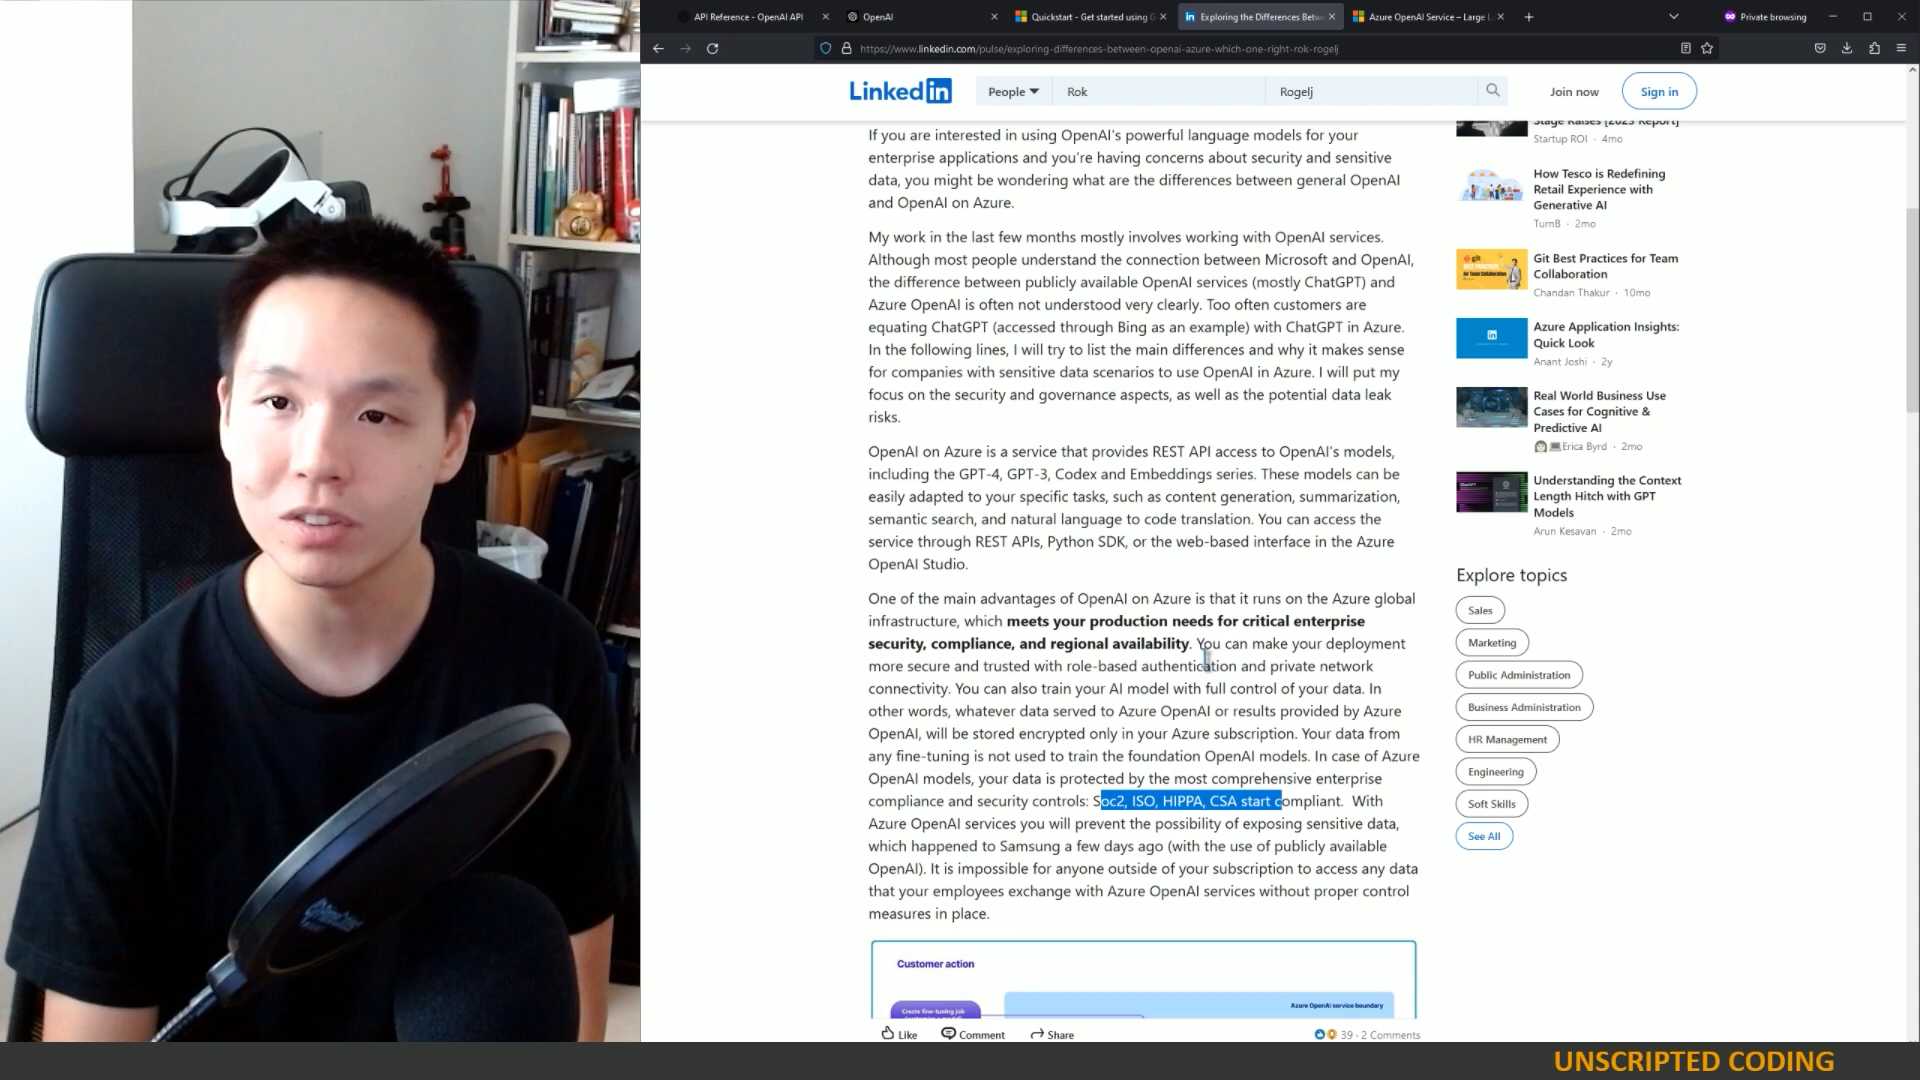 API Reference - OpenAI API
OpenAI
Quickstart - Get started using G
Exploring the Differences Betw
Azure OpenAI Service – Large L
Private browsing
https://www.linkedin.com/pulse/exploring-differences-between-openai-azure-which-one-right-rok-rogelj
Linked in
People
Rok
Rogelj
Join now
Sign in
If you are interested in using OpenAI's powerful language models for your
enterprise applications and you're having concerns about security and sensitive
data, you might be wondering what are the differences between general OpenAI
and OpenAI on Azure.
My work in the last few months mostly involves working with OpenAI services.
Although most people understand the connection between Microsoft and OpenAI,
the difference between publicly available OpenAI services (mostly ChatGPT) and
Azure OpenAI is often not understood very clearly. Too often customers are
equating ChatGPT (accessed through Bing as an example) with ChatGPT in Azure.
In the following lines, I will try to list the main differences and why it makes sense
for companies with sensitive data scenarios to use OpenAI in Azure. I will put my
focus on the security and governance aspects, as well as the potential data leak
risks.
OpenAI on Azure is a service that provides REST API access to OpenAI's models,
including the GPT-4, GPT-3, Codex and Embeddings series. These models can be
easily adapted to your specific tasks, such as content generation, summarization,
semantic search, and natural language to code translation. You can access the
service through REST APIs, Python SDK, or the web-based interface in the Azure
OpenAI Studio.
One of the main advantages of OpenAI on Azure is that it runs on the Azure global
infrastructure, which meets your production needs for critical enterprise
security, compliance, and regional availability. You can make your deployment
more secure and trusted with role-based authentication and private network
connectivity. You can also train your AI model with full control of your data. In
other words, whatever data served to Azure OpenAI or results provided by Azure
OpenAI, will be stored encrypted only in your Azure subscription. Your data from
any fine-tuning is not used to train the foundation OpenAI models. In case of Azure
OpenAI models, your data is protected by the most comprehensive enterprise
compliance and security controls: Soc2, ISO, HIPPA, CSA start compliant. With
Azure OpenAI services you will prevent the possibility of exposing sensitive data,
which happened to Samsung a few days ago (with the use of publicly available
OpenAI). It is impossible for anyone outside of your subscription to access any data
that your employees exchange with Azure OpenAI services without proper control
measures in place.
Customer action
Azure OpenAI service boundary
Create fine-tuning job
Like
Comment
Share
39 · 2 Comments
Stage Raises [2023 Report]
Startup ROI · 4mo
How Tesco is Redefining
Retail Experience with
Generative AI
TurnB · 2mo
Git Best Practices for Team
Collaboration
Chandan Thakur · 10mo
Azure Application Insights:
Quick Look
Anant Joshi · 2y
Real World Business Use
Cases for Cognitive &
Predictive AI
Erica Byrd · 2mo
Understanding the Context
Length Hitch with GPT
Models
Arun Kesavan · 2mo
Explore topics
Sales
Marketing
Public Administration
Business Administration
HR Management
Engineering
Soft Skills
See All
UNSCRIPTED CODING